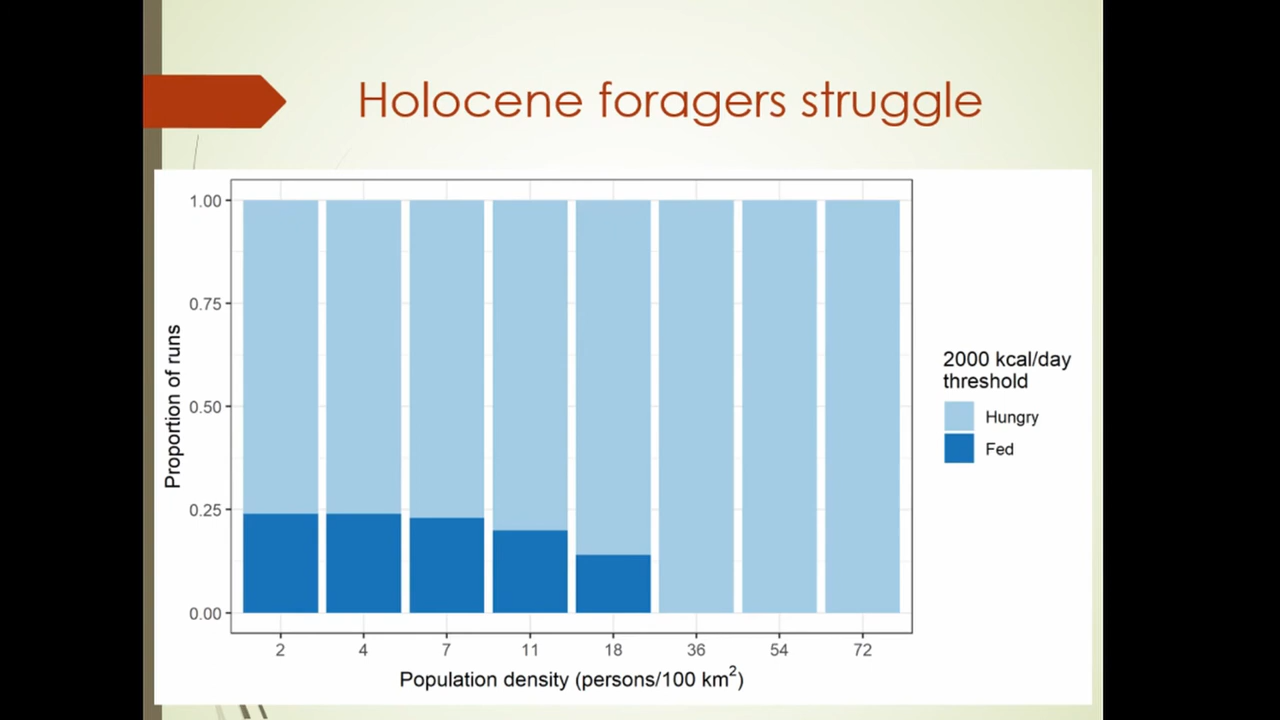 Holocene foragers struggle
1.00
0.75
0.50
0.25
0.00
Proportion of runs
2 4 7 11 18 36 54 72
Population density (persons/100 km²)
2000 kcal/day
threshold
Hungry
Fed